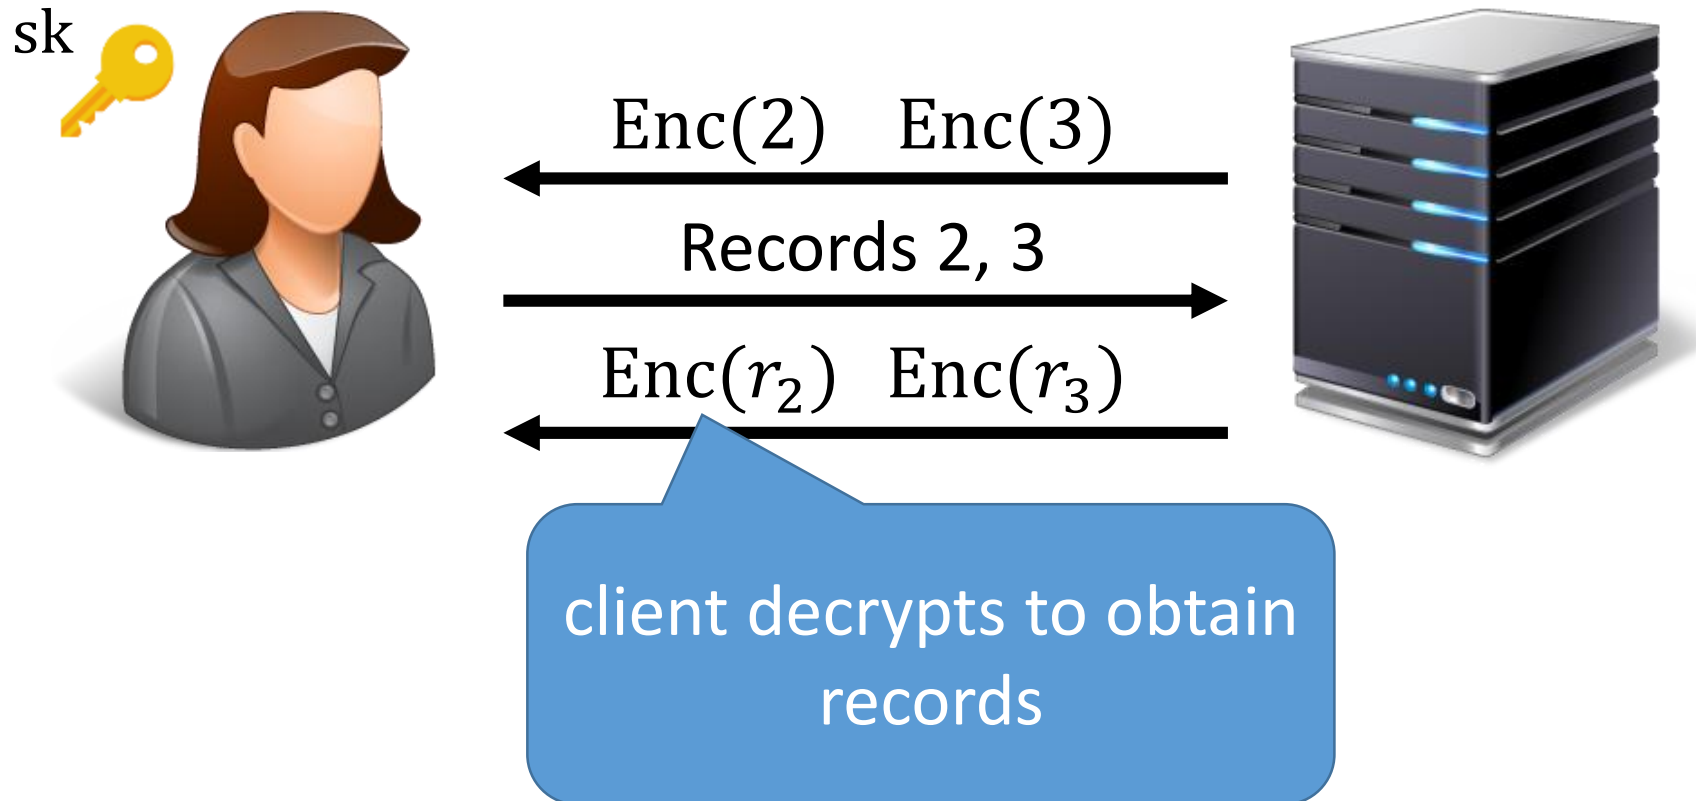 sk
Enc(2) Enc(3)
Records 2, 3
Enc(r₂) Enc(r₃)
client decrypts to obtain
records